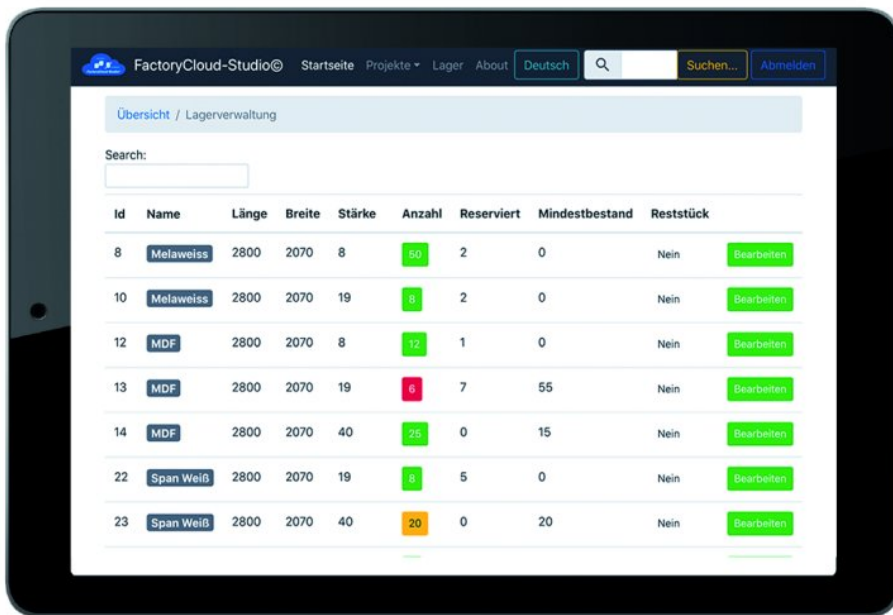 FactoryCloud-Studio© Startseite Projekte Lager About Deutsch Suchen... Abmelden
Übersicht / Lagerverwaltung
Search:
Id Name Länge Breite Stärke Anzahl Reserviert Mindestbestand Reststück
8 Melaweiss 2800 2070 8 50 2 0 Nein Bearbeiten
10 Melaweiss 2800 2070 19 8 2 0 Nein Bearbeiten
12 MDF 2800 2070 8 12 1 0 Nein Bearbeiten
13 MDF 2800 2070 19 6 7 55 Nein Bearbeiten
14 MDF 2800 2070 40 25 0 15 Nein Bearbeiten
22 Span Weiß 2800 2070 19 8 5 0 Nein Bearbeiten
23 Span Weiß 2800 2070 40 20 0 20 Nein Bearbeiten